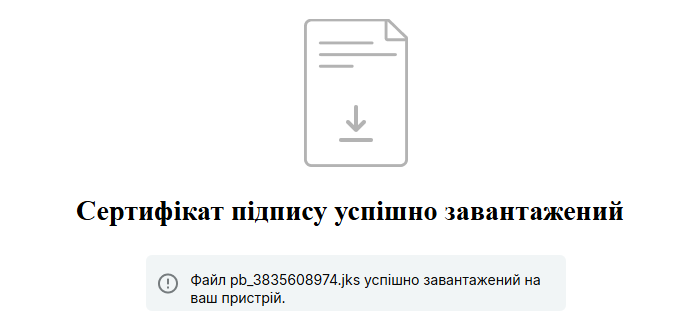 Сертифікат підпису успішно завантажений
Файл pb_3835608974.jks успішно завантажений на
ваш пристрій.